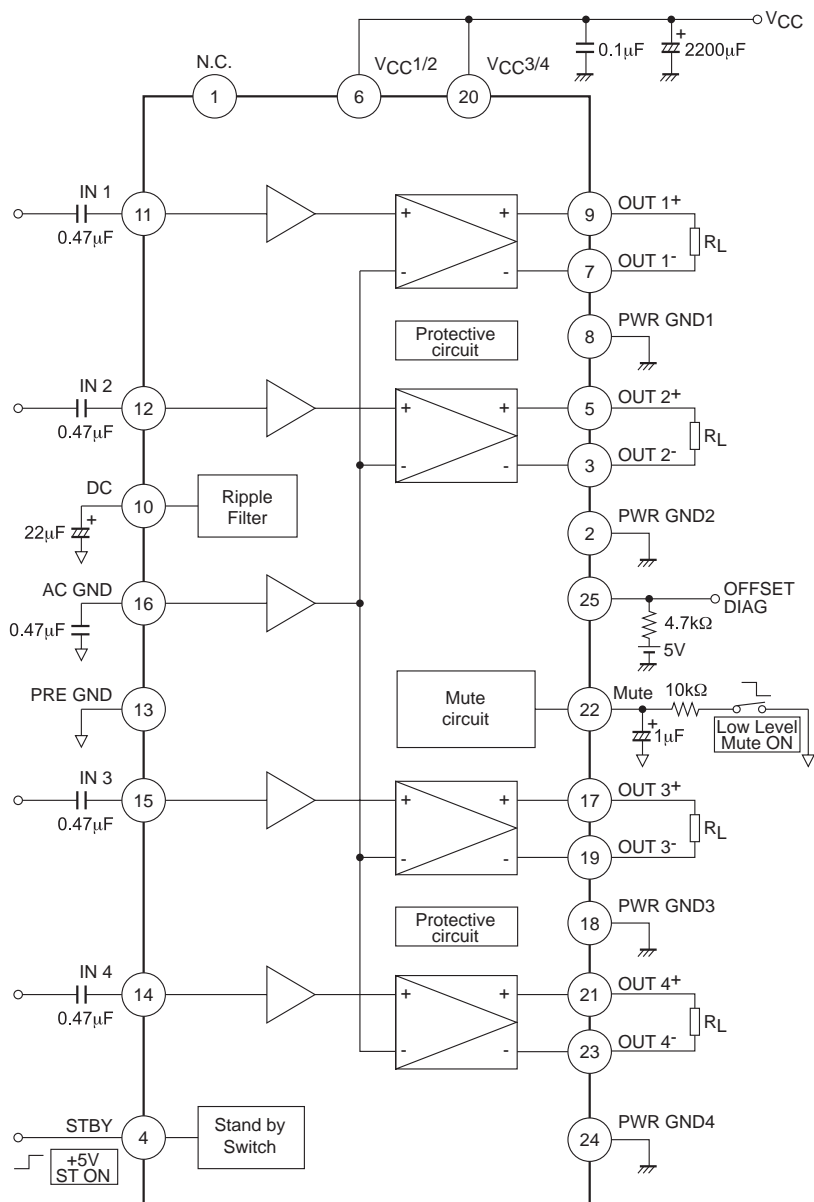 VCC
0.1µF
2200µF
N.C.
VCC1/2
VCC3/4
1
6
20
IN 1
0.47µF
11
+
-
+
-
9
OUT 1+
7
OUT 1-
RL
Protective
circuit
8
PWR GND1
IN 2
0.47µF
12
+
-
+
-
5
OUT 2+
3
OUT 2-
RL
DC
22µF
+
10
Ripple
Filter
2
PWR GND2
AC GND
0.47µF
16
25
OFFSET
DIAG
4.7kΩ
5V
PRE GND
13
Mute
circuit
22
Mute
+
1µF
10kΩ
Low Level
Mute ON
IN 3
0.47µF
15
+
-
+
-
17
OUT 3+
19
OUT 3-
RL
Protective
circuit
18
PWR GND3
IN 4
0.47µF
14
+
-
+
-
21
OUT 4+
23
OUT 4-
RL
STBY
4
Stand by
Switch
+5V
ST ON
24
PWR GND4